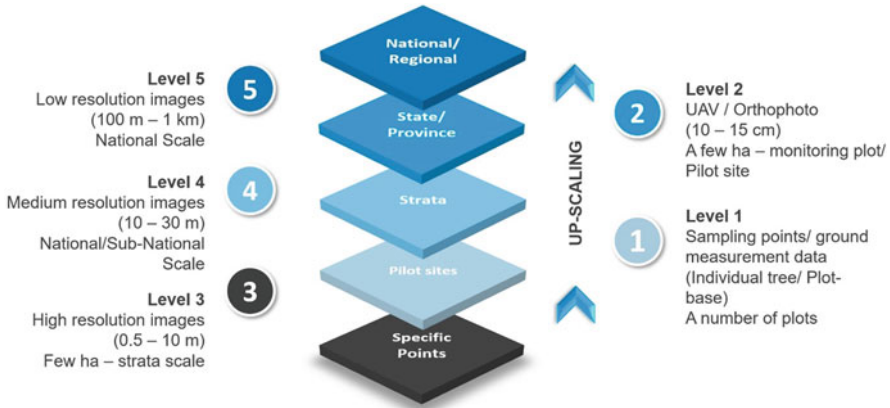 Level 5
Low resolution images
(100 m – 1 km)
National Scale
5
Level 4
Medium resolution images
(10 – 30 m)
National/Sub-National
Scale
4
Level 3
High resolution images
(0.5 – 10 m)
Few ha – strata scale
3
National/
Regional
State/
Province
Strata
Pilot sites
Specific
Points
UP-SCALING
2
Level 2
UAV / Orthophoto
(10 – 15 cm)
A few ha – monitoring plot/
Pilot site
1
Level 1
Sampling points/ ground
measurement data
(Individual tree/ Plot-
base)
A number of plots